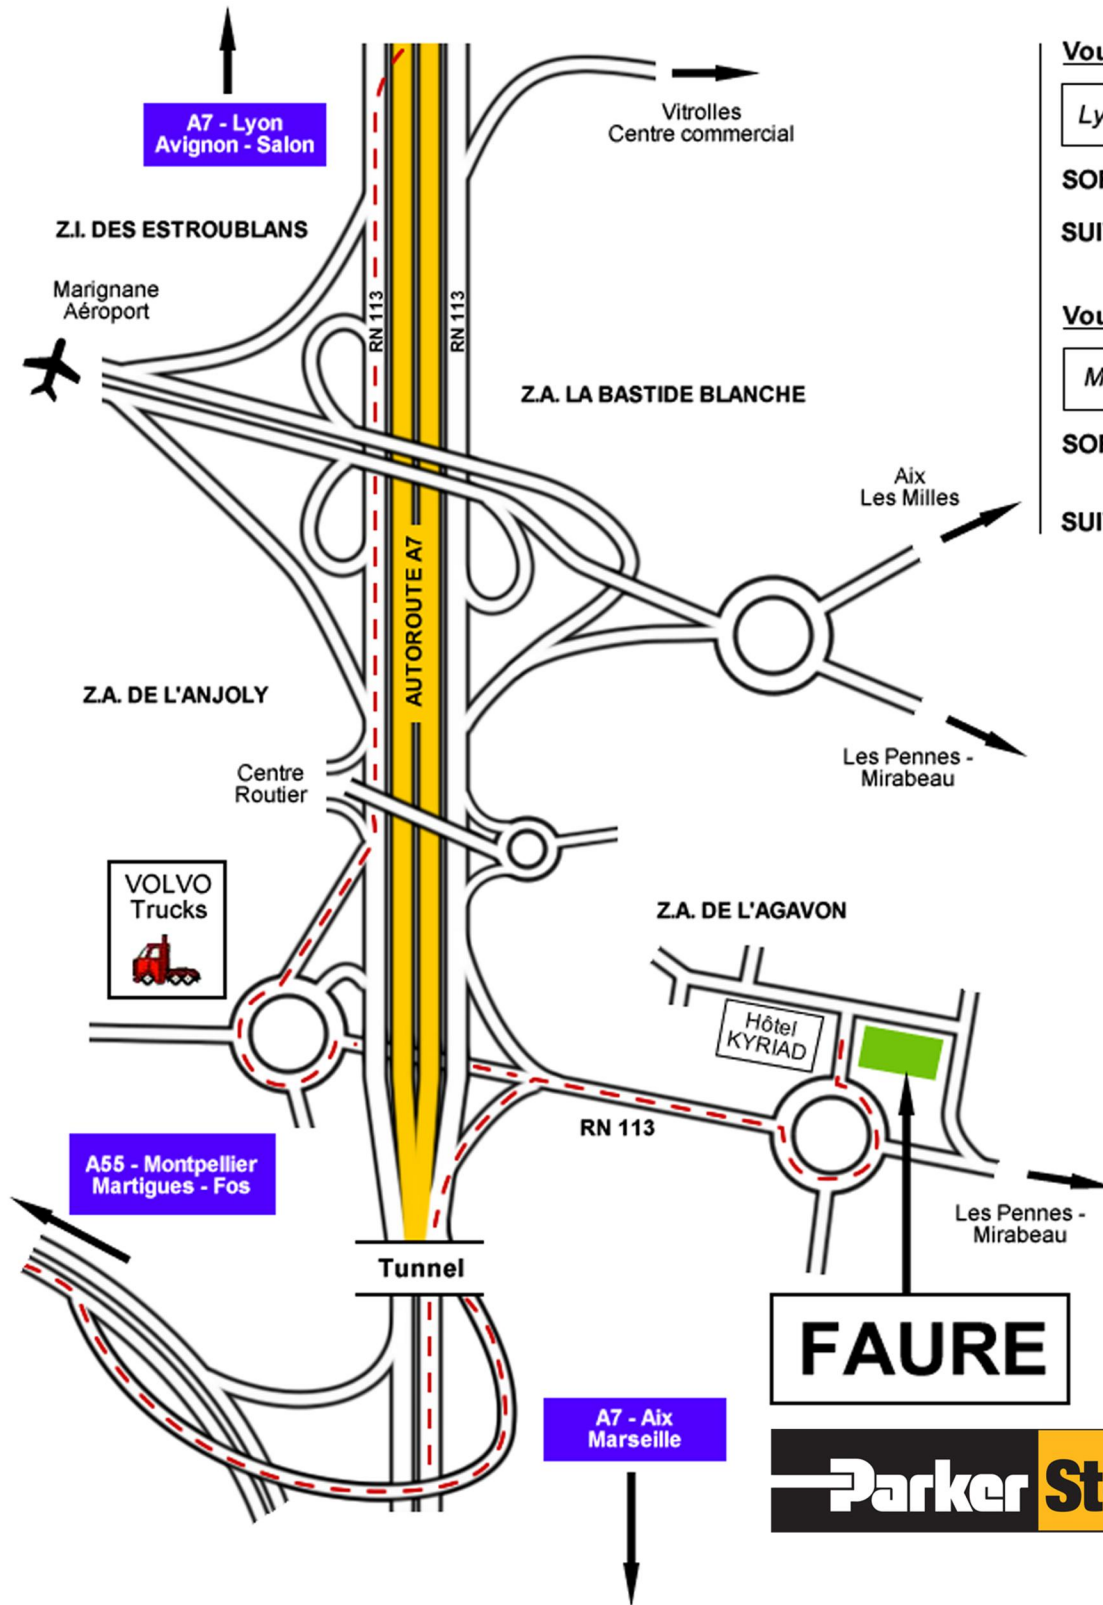 A7 - Lyon
Avignon - Salon
Vitrolles
Centre commercial
Z.I. DES ESTROUBLANS
Marignane
Aéroport
RN 113
RN 113
Z.A. LA BASTIDE BLANCHE
Aix
Les Milles
AUTOROUTE A7
Z.A. DE L'ANJOLY
Les Pennes -
Mirabeau
Centre
Routier
VOLVO
Trucks
Z.A. DE L'AGAVON
Hôtel
KYRIAD
RN 113
A55 - Montpellier
Martigues - Fos
Les Pennes -
Mirabeau
Tunnel
FAURE
A7 - Aix
Marseille
Parker St